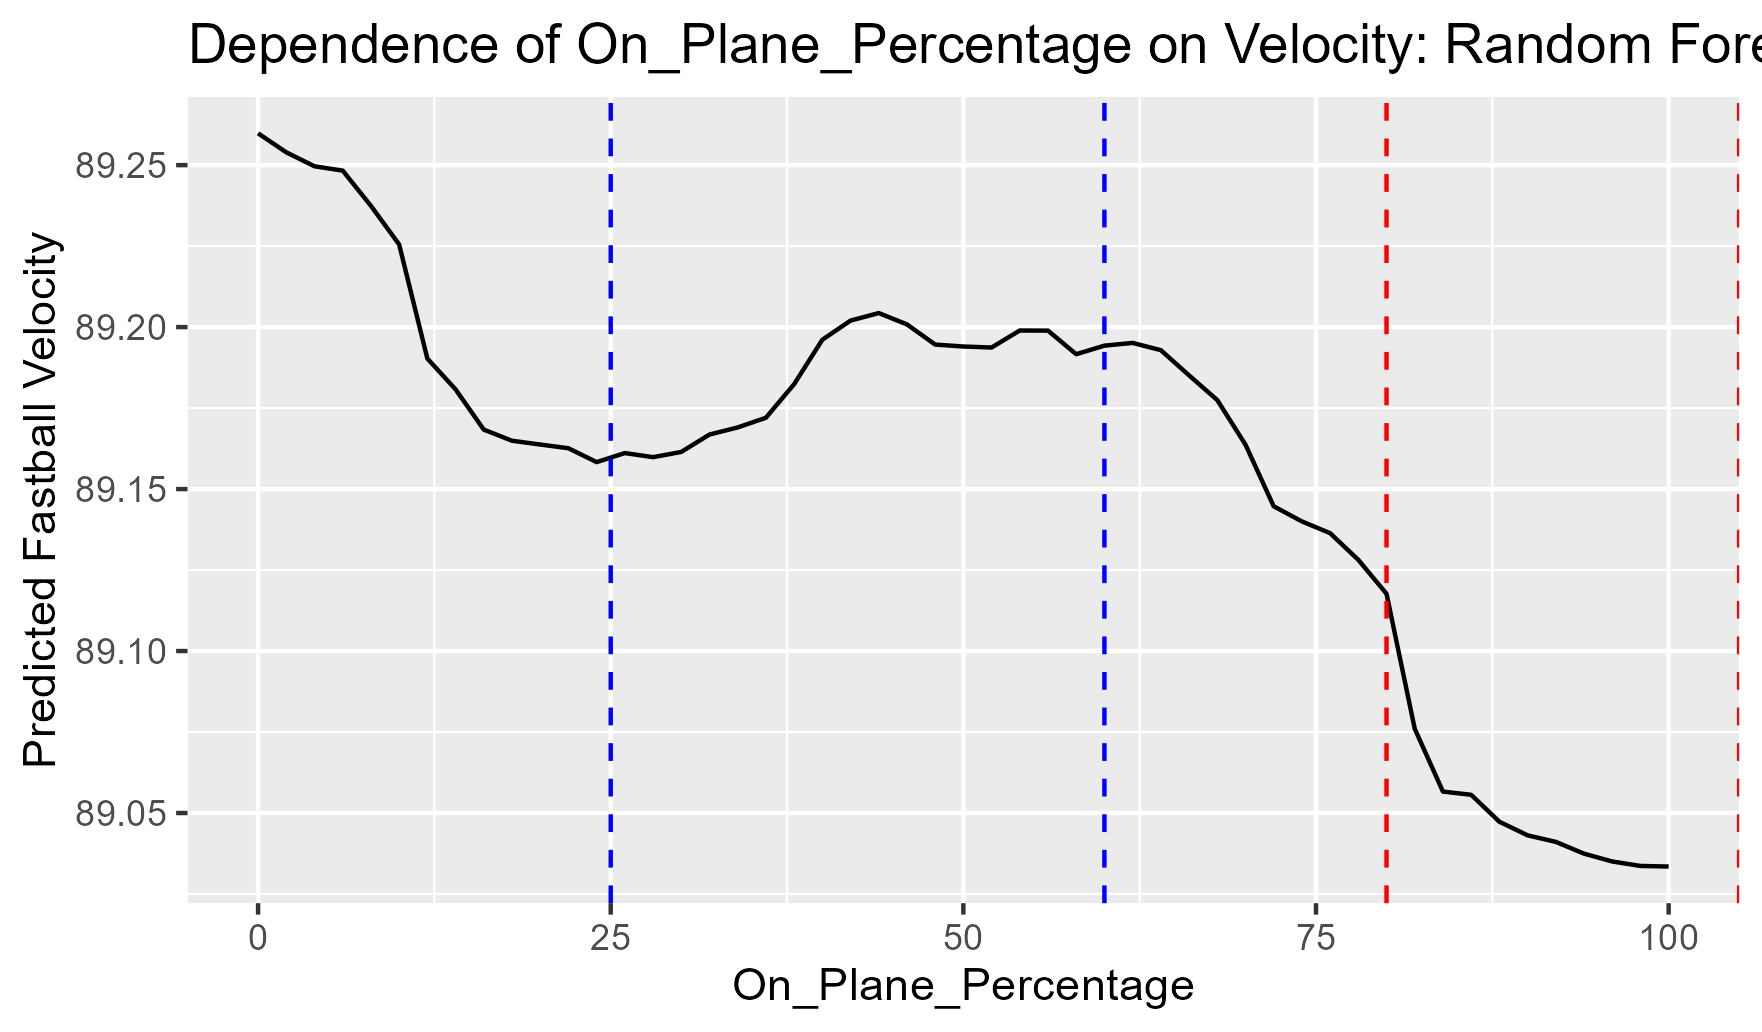 Dependence of On_Plane_Percentage on Velocity: Random Fore
Predicted Fastball Velocity
89.25
89.20
89.15
89.10
89.05
0 25 50 75 100
On_Plane_Percentage